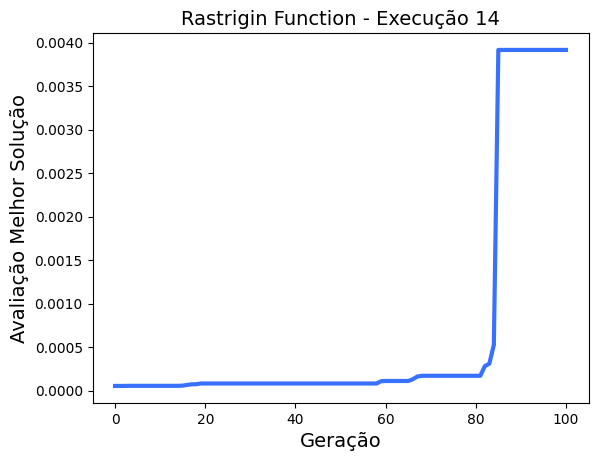 Rastrigin Function - Execução 14
Avaliação Melhor Solução
0.0040
0.0035
0.0030
0.0025
0.0020
0.0015
0.0010
0.0005
0.0000
0 20 40 60 80 100
Geração